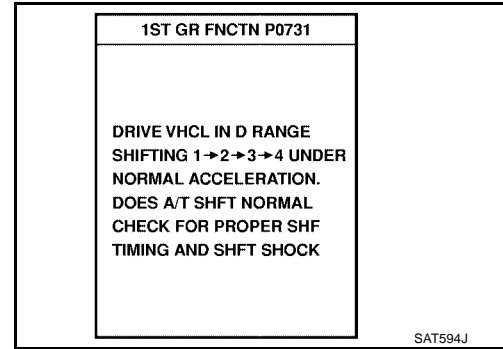 1ST GR FNCTN P0731
DRIVE VHCL IN D RANGE
SHIFTING 1→2→3→4 UNDER
NORMAL ACCELERATION.
DOES A/T SHFT NORMAL
CHECK FOR PROPER SHF
TIMING AND SHFT SHOCK
SAT594J